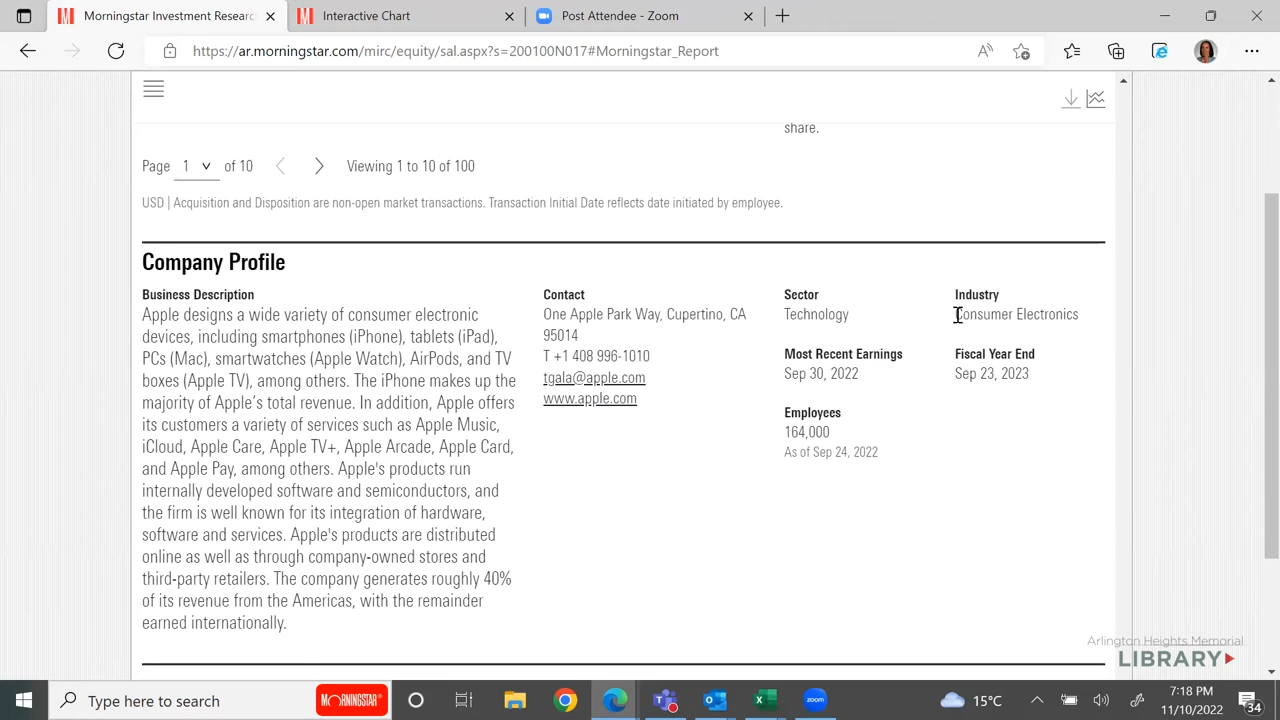 Morningstar Investment Researc
Interactive Chart
Post Attendee - Zoom
https://ar.morningstar.com/mirc/equity/sal.aspx?s=200100N017#Morningstar_Report
share.
Page 1 of 10 Viewing 1 to 10 of 100
USD | Acquisition and Disposition are non-open market transactions. Transaction Initial Date reflects date initiated by employee.
Company Profile
Business Description
Apple designs a wide variety of consumer electronic
devices, including smartphones (iPhone), tablets (iPad),
PCs (Mac), smartwatches (Apple Watch), AirPods, and TV
boxes (Apple TV), among others. The iPhone makes up the
majority of Apple's total revenue. In addition, Apple offers
its customers a variety of services such as Apple Music,
iCloud, Apple Care, Apple TV+, Apple Arcade, Apple Card,
and Apple Pay, among others. Apple's products run
internally developed software and semiconductors, and
the firm is well known for its integration of hardware,
software and services. Apple's products are distributed
online as well as through company-owned stores and
third-party retailers. The company generates roughly 40%
of its revenue from the Americas, with the remainder
earned internationally.
Contact
One Apple Park Way, Cupertino, CA
95014
T +1 408 996-1010
tgala@apple.com
www.apple.com
Sector
Technology
Most Recent Earnings
Sep 30, 2022
Employees
164,000
As of Sep 24, 2022
Industry
Consumer Electronics
Fiscal Year End
Sep 23, 2023
Arlington Heights Memorial
LIBRARY
Type here to search
MORNINGSTAR
15°C
7:18 PM
11/10/2022
34